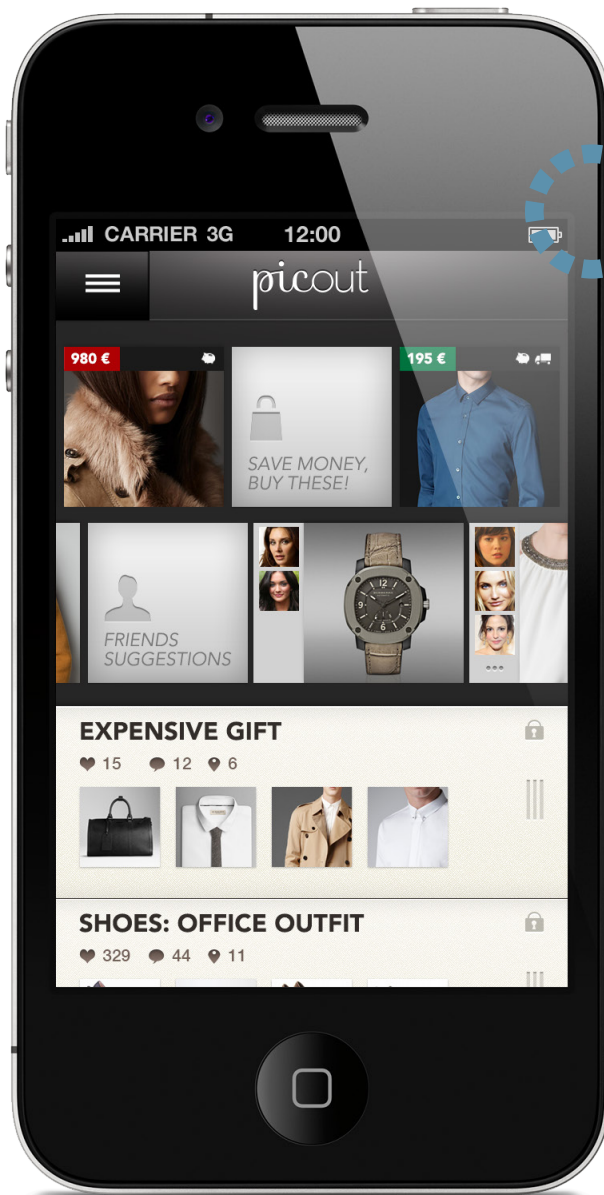 CARRIER 3G 12:00
picout
980 €
195 €
SAVE MONEY,
BUY THESE!
FRIENDS
SUGGESTIONS
EXPENSIVE GIFT
15 12 6
SHOES: OFFICE OUTFIT
329 44 11